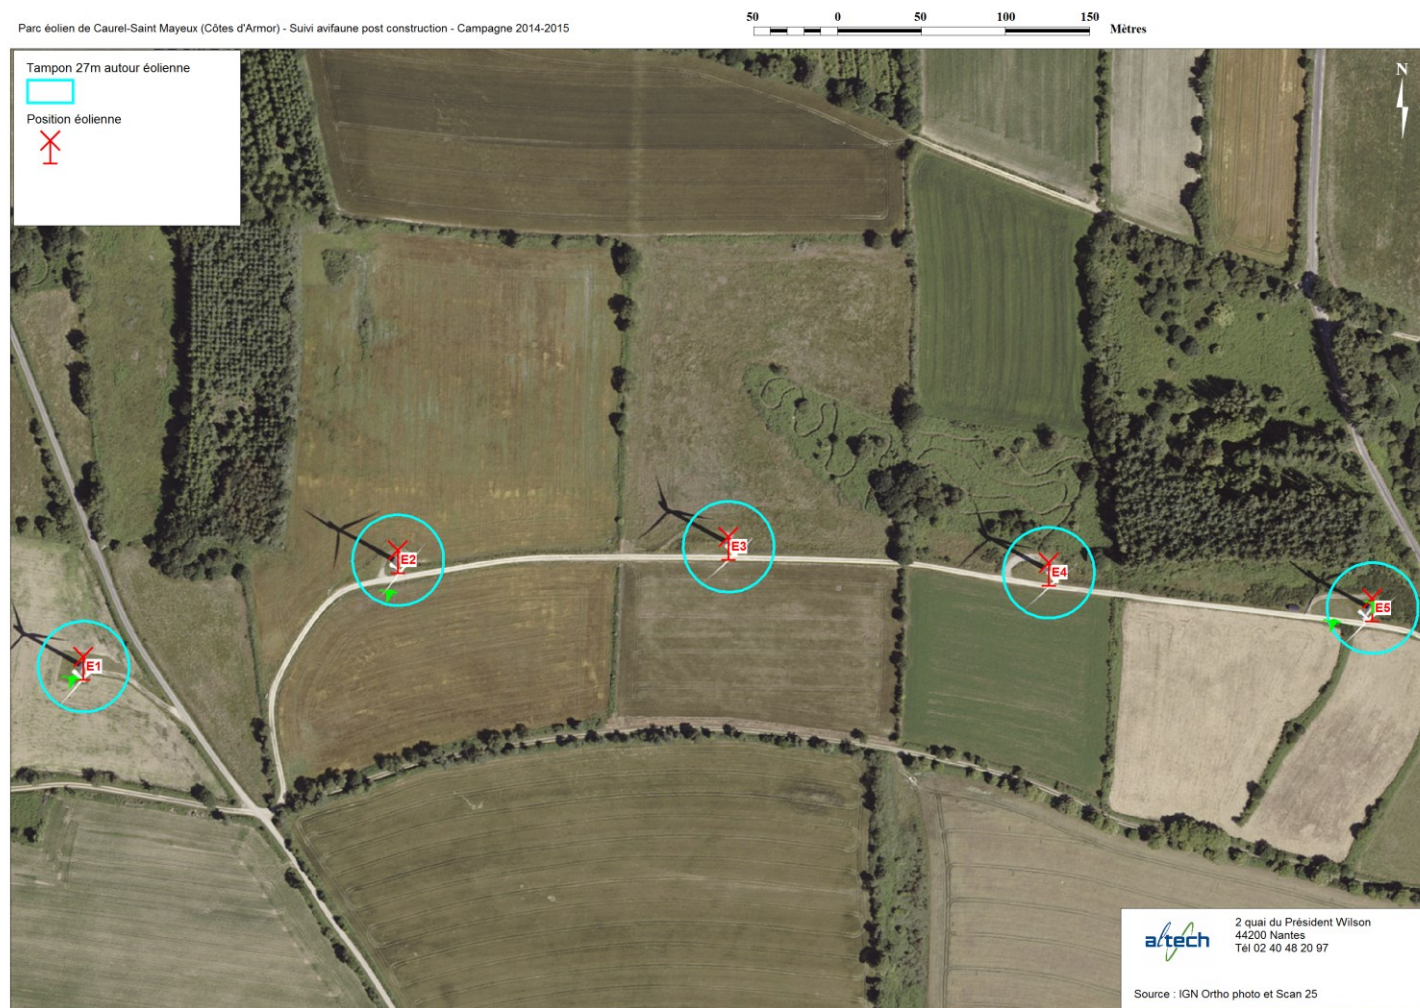 Parc éolien de Caurel-Saint Mayeux (Côtes d'Armor) - Suivi avifaune post construction - Campagne 2014-2015
50 0 50 100 150
Mètres
Tampon 27m autour éolienne
Position éolienne
N
E1
E2
E3
E4
E5
altech
2 quai du Président Wilson
44200 Nantes
Tél 02 40 48 20 97
Source : IGN Ortho photo et Scan 25